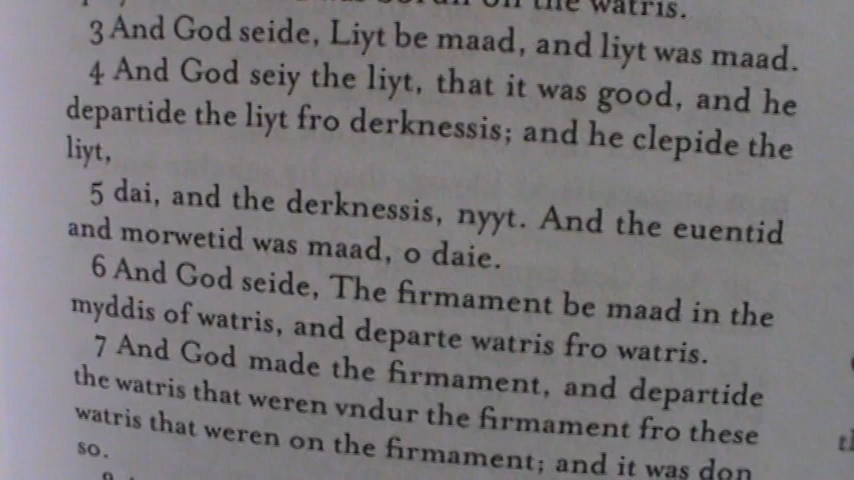 the watris.
3 And God seide, Liyt be maad, and liyt was maad.
4 And God seiy the liyt, that it was good, and he
departide the liyt fro derknessis; and he clepide the
liyt,
5 dai, and the derknessis, nyyt. And the euentid
and morwetid was maad, o daie.
6 And God seide, The firmament be maad in the
myddis of watris, and departe watris fro watris.
7 And God made the firmament, and departide
the watris that weren vndur the firmament fro these
watris that weren on the firmament; and it was don
so.